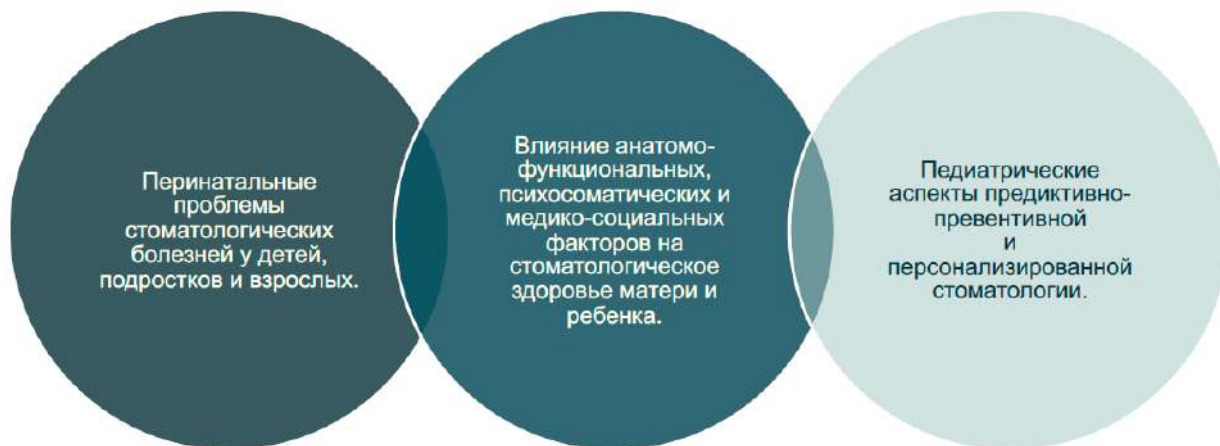 Перинатальные
проблемы
стоматологических
болезней у детей,
подростков и взрослых.
Влияние анатомо-
функциональных,
психосоматических и
медико-социальных
факторов на
стоматологическое
здоровье матери и
ребенка.
Педиатрические
аспекты предиктивно-
превентивной
и
персонализированной
стоматологии.